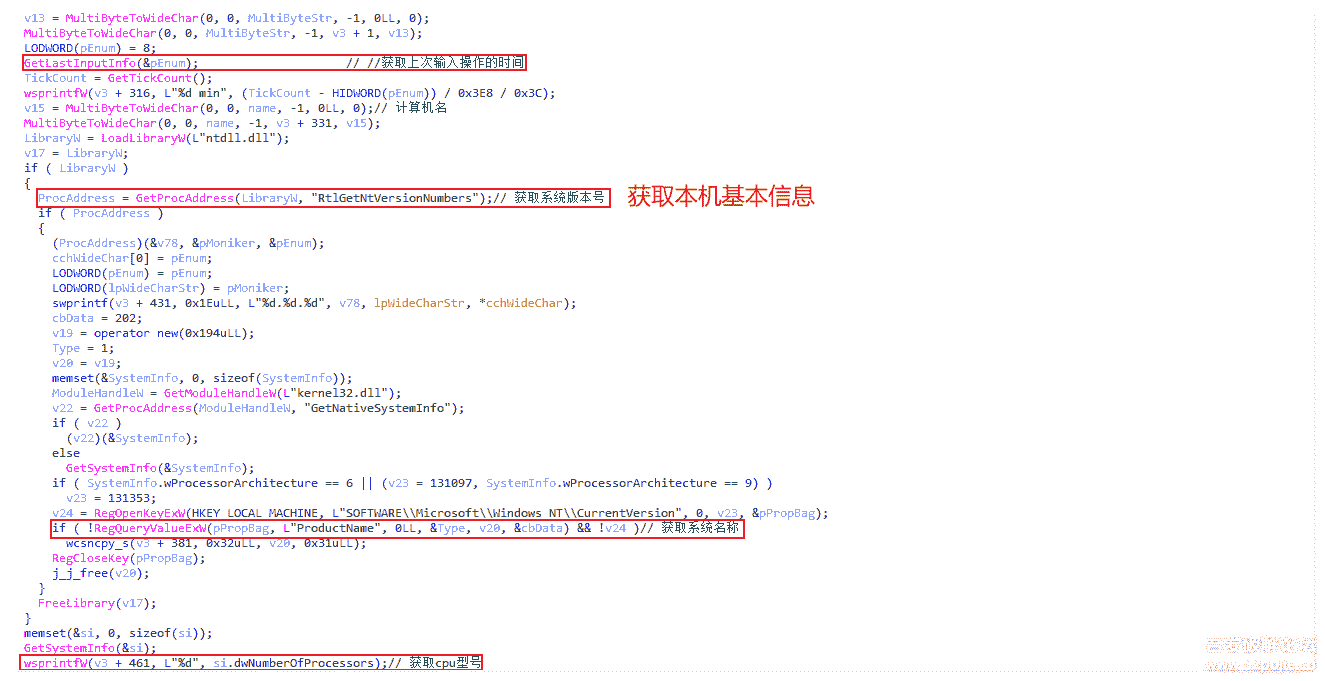 v13 = MultiByteToWideChar(0, 0, MultiByteStr, -1, 0LL, 0);
MultiByteToWideChar(0, 0, MultiByteStr, -1, v3 + 1, v13);
LODWORD(pEnum) = 8;
GetLastInputInfo(&pEnum); // //获取上次输入操作的时间
TickCount = GetTickCount();
wsprintfW(v3 + 316, L"%d min", (TickCount - HIDWORD(pEnum)) / 0x3E8 / 0x3C);
v15 = MultiByteToWideChar(0, 0, name, -1, 0LL, 0);// 计算机名
MultiByteToWideChar(0, 0, name, -1, v3 + 331, v15);
LibraryW = LoadLibraryW(L"ntdll.dll");
v17 = LibraryW;
if ( LibraryW )
{
ProcAddress = GetProcAddress(LibraryW, "RtlGetNtVersionNumbers");// 获取系统版本号
获取本机基本信息
if ( ProcAddress )
{
(ProcAddress)(&v78, &pMoniker, &pEnum);
cchWideChar[0] = pEnum;
LODWORD(pEnum) = pEnum;
LODWORD(lpWideCharStr) = pMoniker;
swprintf(v3 + 431, 0x1EuLL, L"%d.%d.%d", v78, lpWideCharStr, *cchWideChar);
cbData = 202;
v19 = operator new(0x194uLL);
Type = 1;
v20 = v19;
memset(&SystemInfo, 0, sizeof(SystemInfo));
ModuleHandleW = GetModuleHandleW(L"kernel32.dll");
v22 = GetProcAddress(ModuleHandleW, "GetNativeSystemInfo");
if ( v22 )
(v22)(&SystemInfo);
else
GetSystemInfo(&SystemInfo);
if ( SystemInfo.wProcessorArchitecture == 6 || (v23 = 131097, SystemInfo.wProcessorArchitecture == 9) )
v23 = 131353;
v24 = RegOpenKeyExW(HKEY_LOCAL_MACHINE, L"SOFTWARE\\Microsoft\\Windows NT\\CurrentVersion", 0, v23, &pPropBag);
if ( !RegQueryValueExW(pPropBag, L"ProductName", 0LL, &Type, v20, &cbData) && !v24 )// 获取系统名称
wcsncpy_s(v3 + 381, 0x32uLL, v20, 0x31uLL);
RegCloseKey(pPropBag);
j_j_free(v20);
}
FreeLibrary(v17);
}
memset(&si, 0, sizeof(si));
GetSystemInfo(&si);
wsprintfW(v3 + 461, L"%d", si.dwNumberOfProcessors);// 获取cpu型号